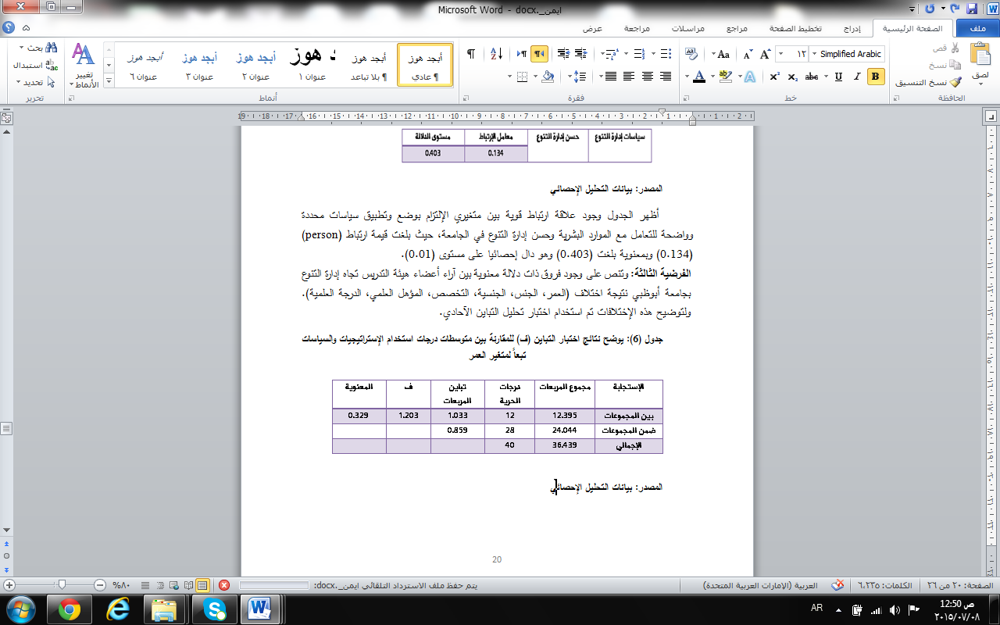 ايمن_.docx - Microsoft Word
ملف الصفحة الرئيسية إدراج تخطيط الصفحة مراجع مراسلات مراجعة عرض
لصق
قص
نسخ
نسخ التنسيق
الحافظة
Simplified Arabic ١٢
خط
فقرة
أبجد هوز أبجد هوز أبجد هوز أبجد هوز أبجد هوز
¶ عادي ¶ بلا تباعد عنوان ١ عنوان ٢ عنوان ٣ عنوان ٦
تغيير الأنماط
أنماط
بحث
استبدال
تحديد
تحرير
سياسات إدارة التنوع حسن إدارة التنوع معامل الإرتباط مستوى الدلالة
0.134 0.403
المصدر: بيانات التحليل الإحصائي
أظهر الجدول وجود علاقة ارتباط قوية بين متغيري الإلتزام بوضع وتطبيق سياسات محددة
وواضحة للتعامل مع الموارد البشرية وحسن إدارة التنوع في الجامعة، حيث بلغت قيمة ارتباط (person)
(0.134) وبمعنوية بلغت (0.403) وهو دال إحصائيا على مستوى (0.01).
الفرضية الثالثة: وتنص على وجود فروق ذات دلالة معنوية بين آراء أعضاء هيئة التدريس تجاه إدارة التنوع
بجامعة أبوظبي نتيجة اختلاف (العمر، الجنس، الجنسية، التخصص، المؤهل العلمي، الدرجة العلمية).
ولتوضيح هذه الإختلافات تم استخدام اختبار تحليل التباين الآحادي.
جدول (6): يوضح نتائج اختبار التباين (ف) للمقارنة بين متوسطات درجات استخدام الإستراتيجيات والسياسات
تبعاً لمتغير العمر
الإستجابة مجموع المربعات درجات الحرية تباين المربعات ف المعنوية
بين المجموعات 12.395 12 1.033 1.203 0.329
ضمن المجموعات 24.044 28 0.859
الإجمالي 36.439 40
المصدر: بيانات التحليل الإحصائي
20
الصفحة: ٢٠ من ٢٦ الكلمات: ٦،٢٣٥ العربية (الإمارات العربية المتحدة) يتم حفظ ملف الاسترداد التلقائي ايمن_.docx: ٨٠%
AR
12:50 ص
٢٠١٥/٠٧/٠٨